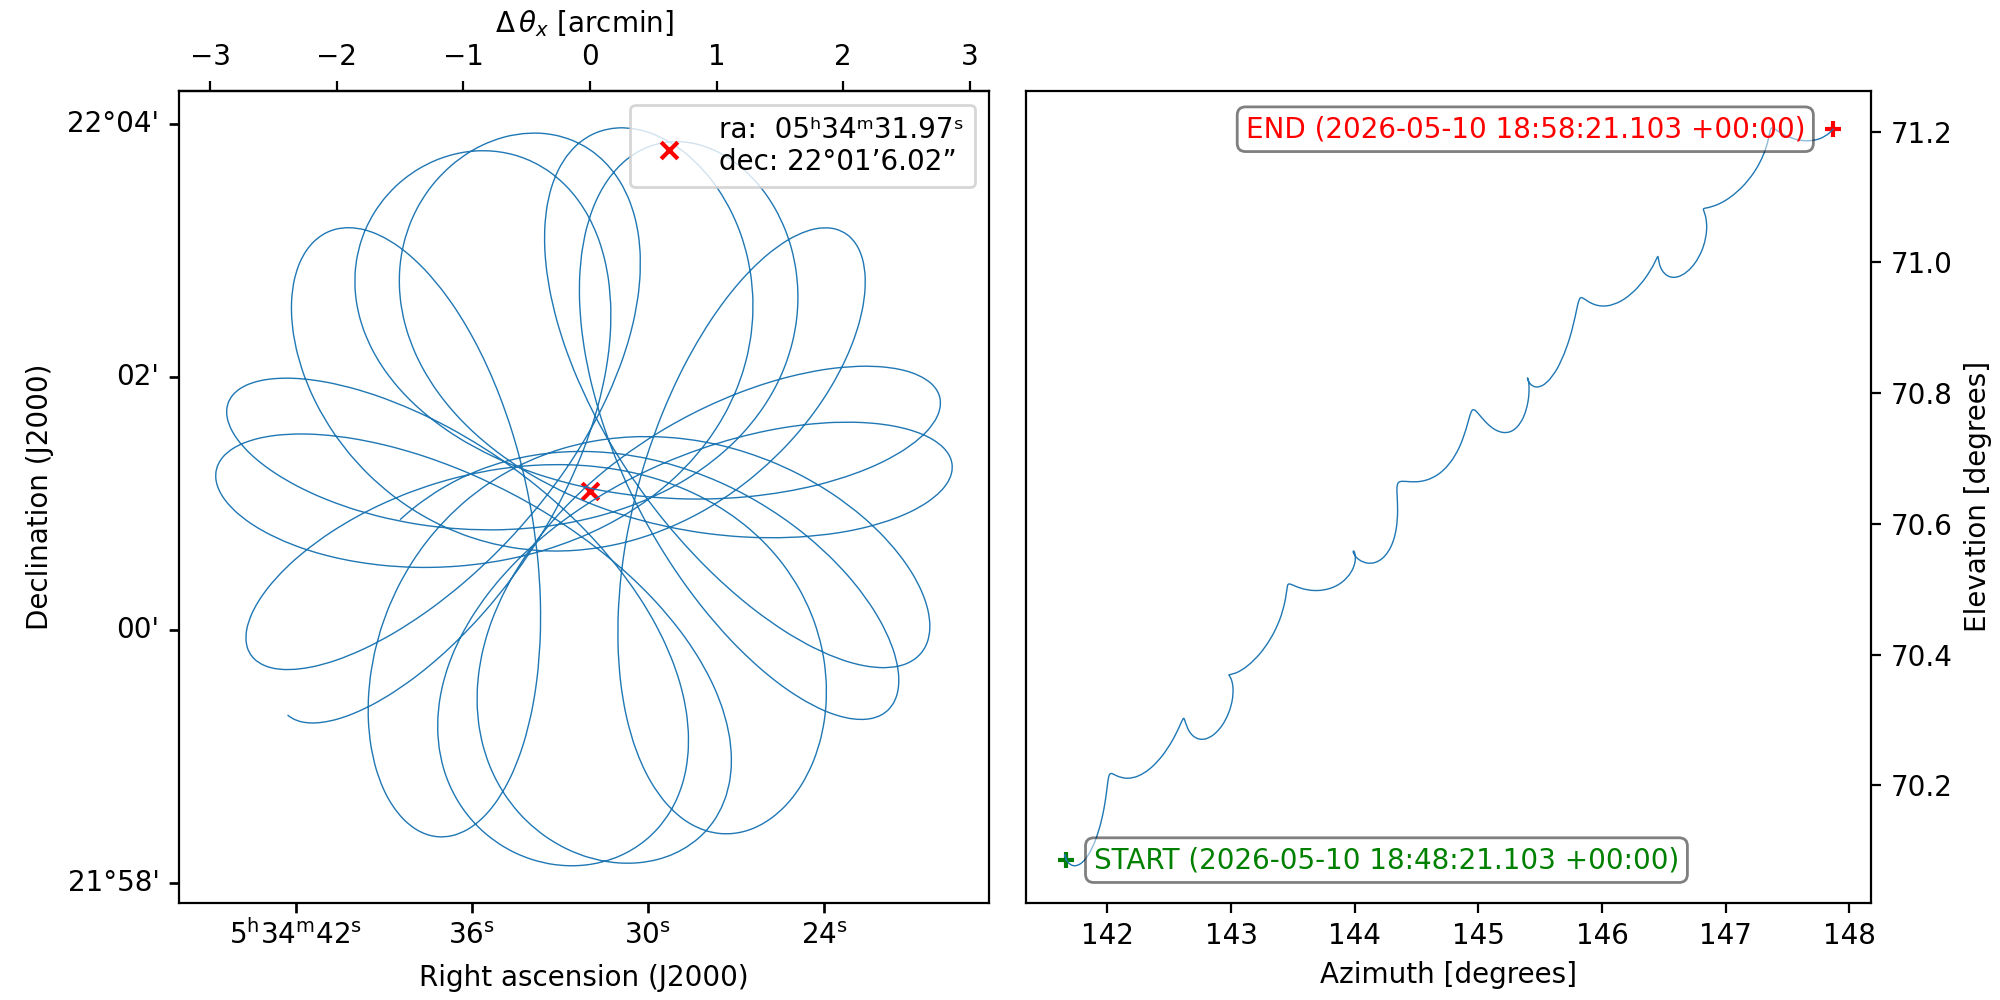 Δ θₓ [arcmin]
−3 −2 −1 0 1 2 3
22°04'
02'
00'
21°58'
Declination (J2000)
ra:  05ʰ34ᵐ31.97ˢ
dec: 22°01’6.02”
5ʰ34ᵐ42ˢ 36ˢ 30ˢ 24ˢ
Right ascension (J2000)
END (2026-05-10 18:58:21.103 +00:00)
START (2026-05-10 18:48:21.103 +00:00)
71.2
71.0
70.8
70.6
70.4
70.2
Elevation [degrees]
142 143 144 145 146 147 148
Azimuth [degrees]